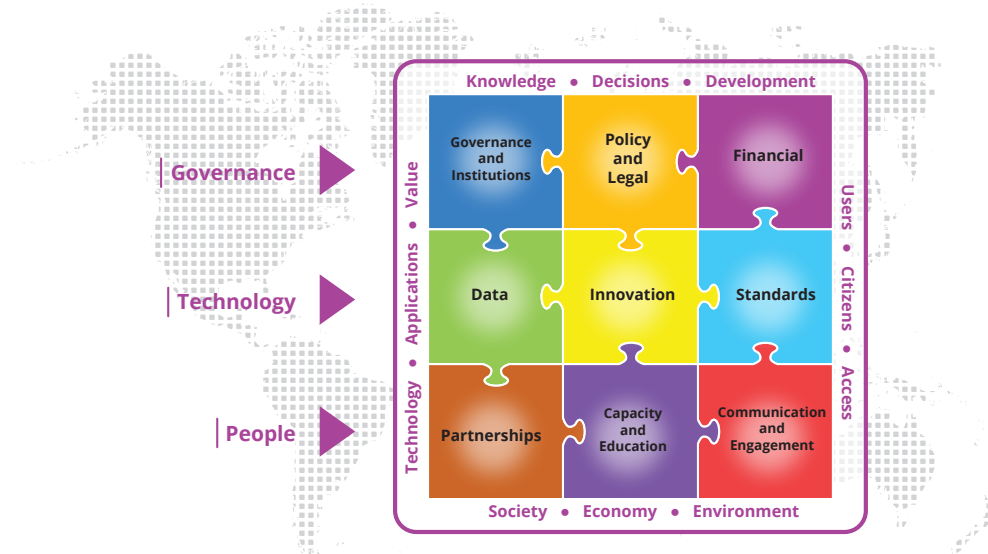 Knowledge • Decisions • Development
Governance
Technology
People
Technology • Applications • Value
Governance
and
Institutions
Policy
and
Legal
Financial
Data
Innovation
Standards
Partnerships
Capacity
and
Education
Communication
and
Engagement
Users • Citizens • Access
Society • Economy • Environment